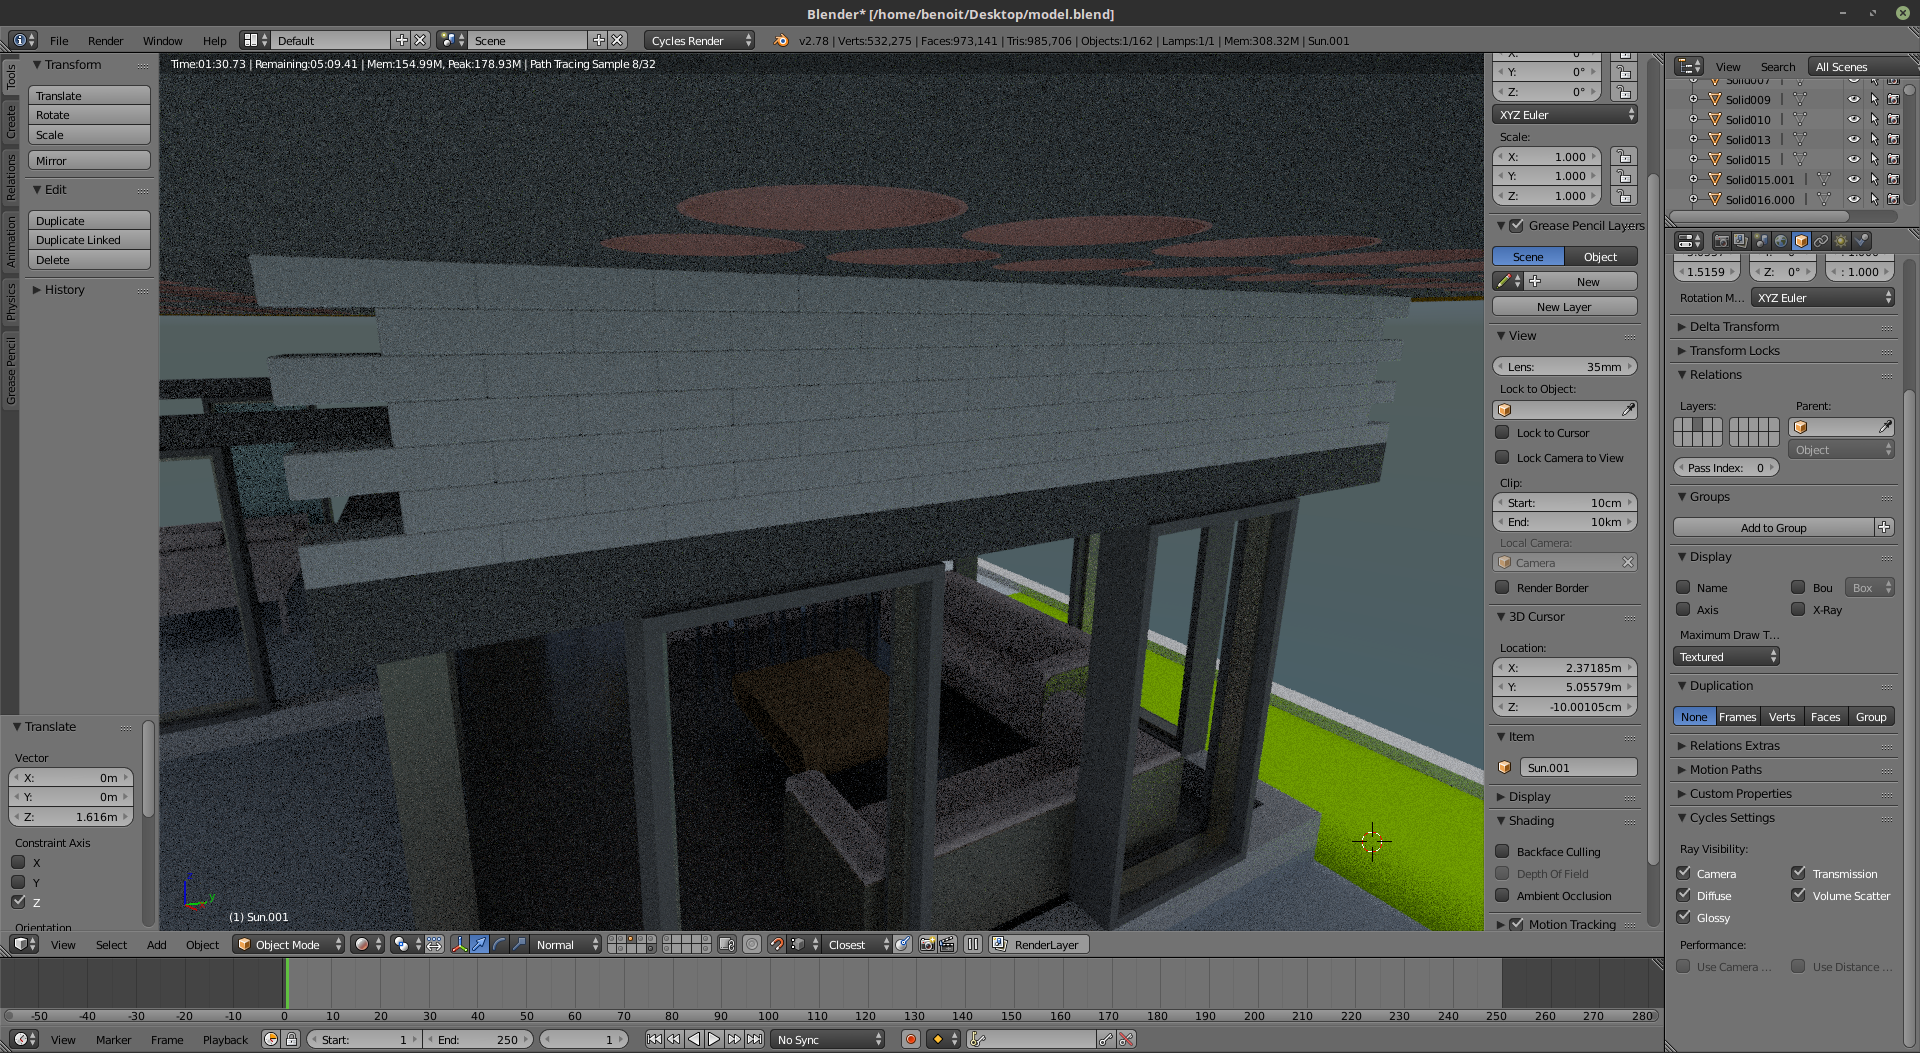 Blender* [/home/benoit/Desktop/model.blend]
File Render Window Help Default Scene Cycles Render v2.78 | Verts:532,275 | Faces:973,141 | Tris:985,706 | Objects:1/162 | Lamps:1/1 | Mem:308.32M | Sun.001
Time:01:30.73 | Remaining:05:09.41 | Mem:154.99M, Peak:178.93M | Path Tracing Sample 8/32
Tools
Create
Relations
Animation
Physics
Grease Pencil
Transform
Translate
Rotate
Scale
Mirror
Edit
Duplicate
Duplicate Linked
Delete
History
Translate
Vector
X: 0m
Y: 0m
Z: 1.616m
Constraint Axis
X
Y
Z
Orientation
(1) Sun.001
X: 0°
Y: 0°
Z: 0°
XYZ Euler
Scale:
X: 1.000
Y: 1.000
Z: 1.000
Grease Pencil Layers
Scene Object
New
New Layer
View
Lens: 35mm
Lock to Object:
Lock to Cursor
Lock Camera to View
Clip:
Start: 10cm
End: 10km
Local Camera:
Camera
Render Border
3D Cursor
Location:
X: 2.37185m
Y: 5.05579m
Z: -10.00105cm
Item
Sun.001
Display
Shading
Backface Culling
Depth Of Field
Ambient Occlusion
Motion Tracking
View Search All Scenes
Solid007
Solid009
Solid010
Solid013
Solid015
Solid015.001
Solid016.000
1.5159 Z: 0° : 1.000
Rotation M... XYZ Euler
Delta Transform
Transform Locks
Relations
Layers: Parent:
Object
Pass Index: 0
Groups
Add to Group
Display
Name Bou Box
Axis X-Ray
Maximum Draw T...
Textured
Duplication
None Frames Verts Faces Group
Relations Extras
Motion Paths
Custom Properties
Cycles Settings
Ray Visibility:
Camera Transmission
Diffuse Volume Scatter
Glossy
Performance:
Use Camera ... Use Distance ...
View Select Add Object Object Mode Normal Closest RenderLayer
-50 -40 -30 -20 -10 0 10 20 30 40 50 60 70 80 90 100 110 120 130 140 150 160 170 180 190 200 210 220 230 240 250 260 270 280
View Marker Frame Playback Start: 1 End: 250 1 No Sync